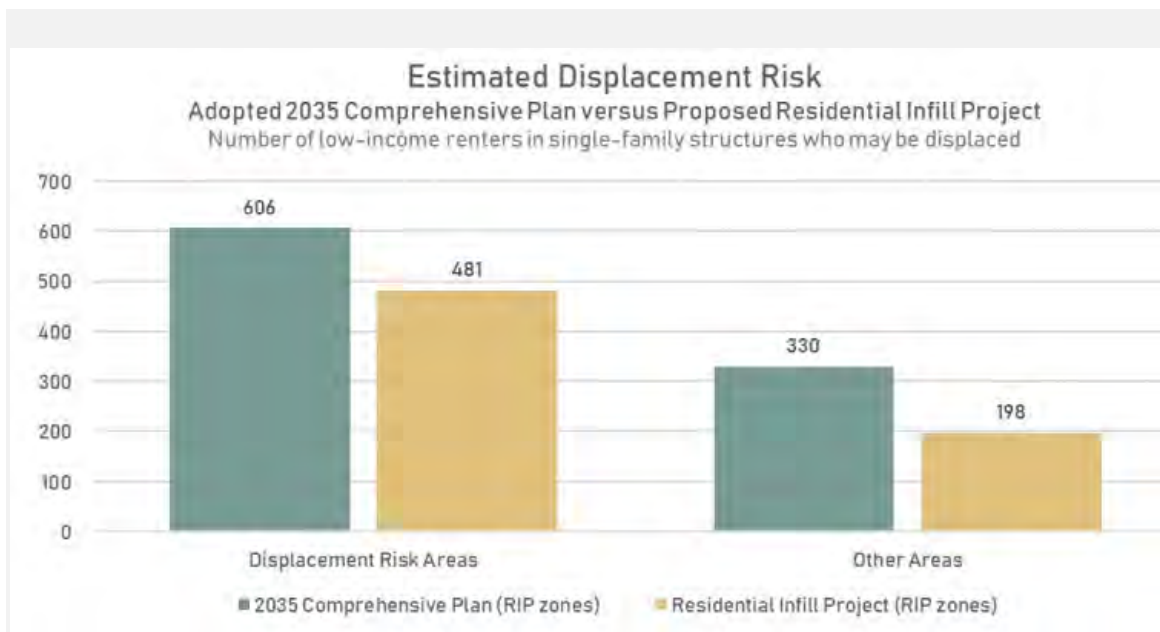 Estimated Displacement Risk
Adopted 2035 Comprehensive Plan versus Proposed Residential Infill Project
Number of low-income renters in single-family structures who may be displaced
700
600
500
400
300
200
100
0
606
481
330
198
Displacement Risk Areas
Other Areas
2035 Comprehensive Plan (RIP zones)
Residential Infill Project (RIP zones)